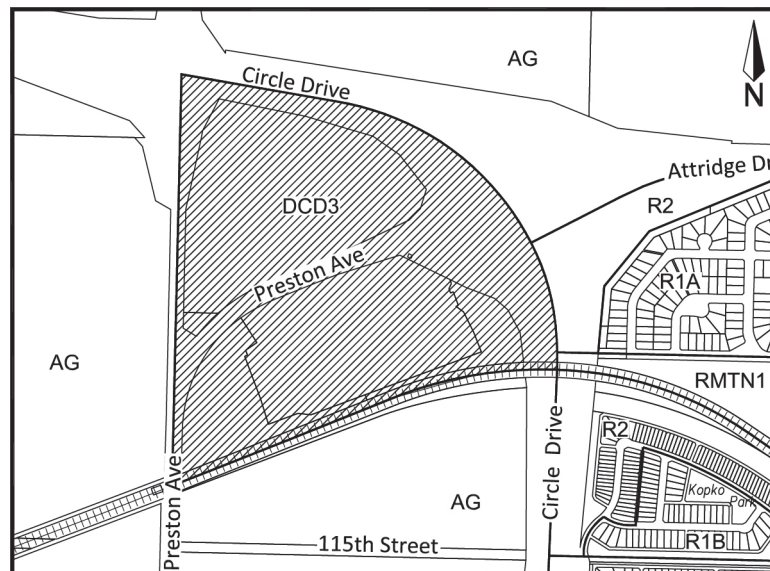 AG
Circle Drive
N
Attridge Dr
R2
DCD3
Preston Ave
R1A
AG
RMTN1
R2
Circle Drive
Kopko
Park
AG
Preston Ave
115th Street
R1B